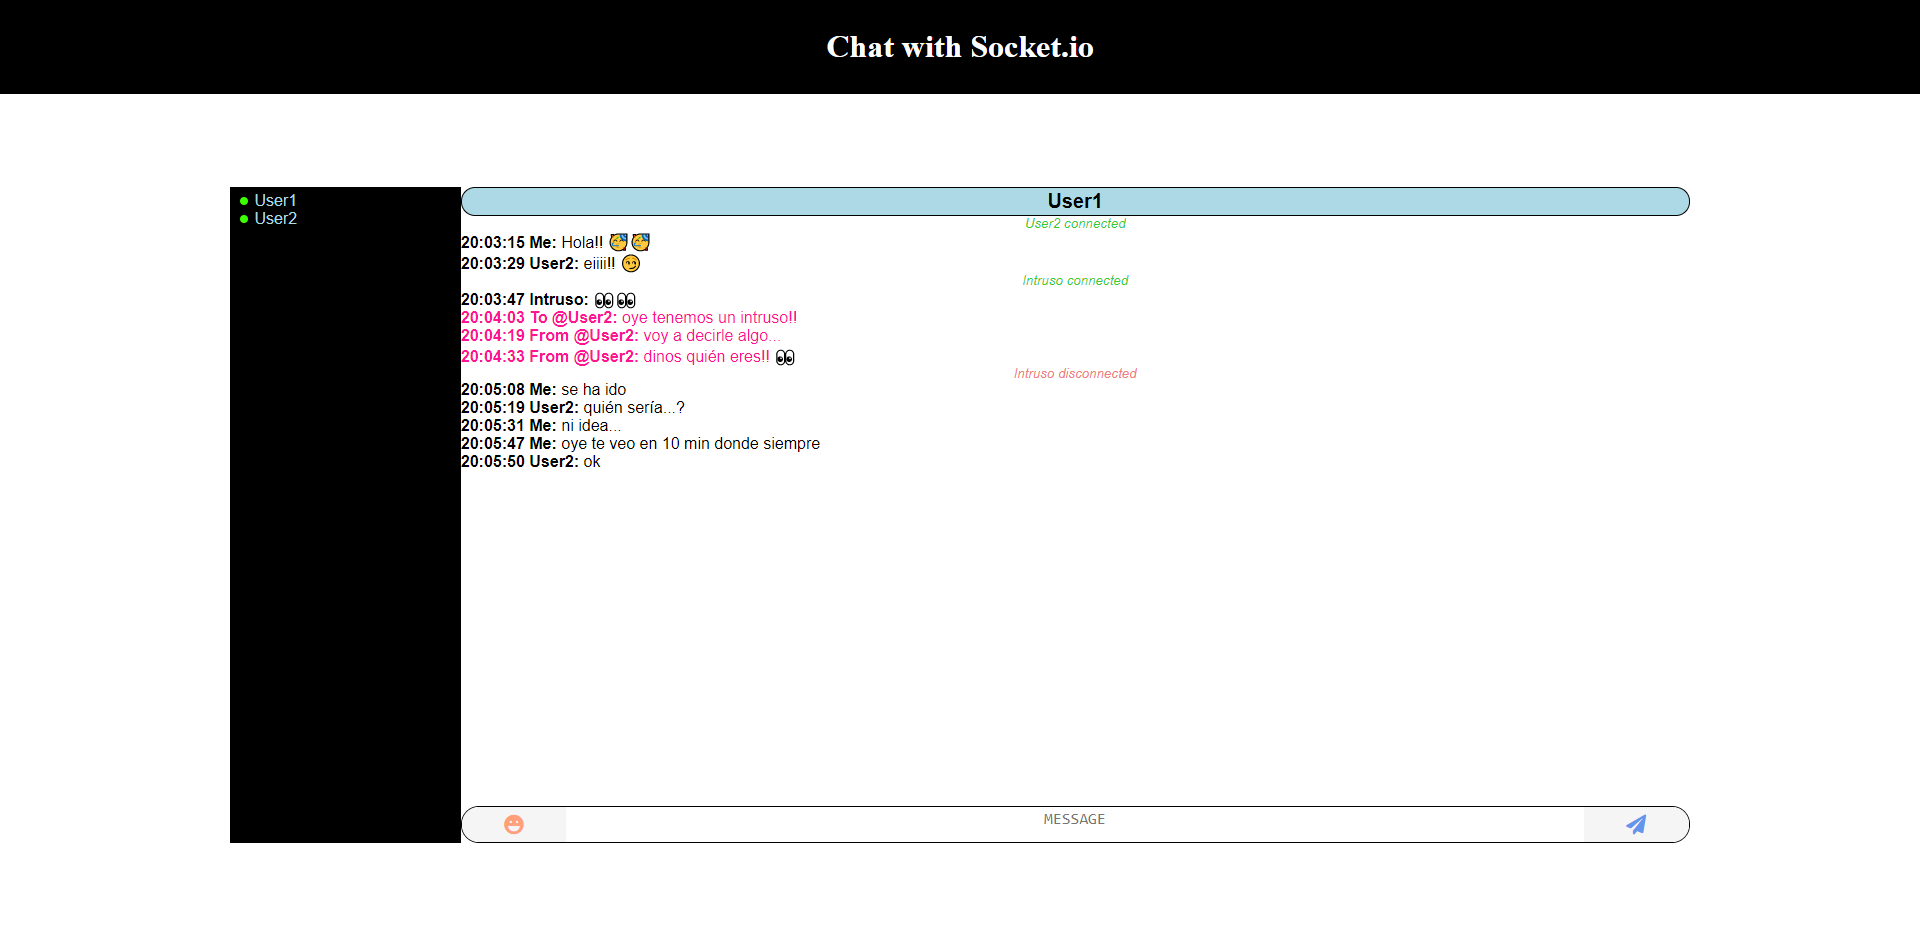 Chat with Socket.io
User1
User2
User1
User2 connected
20:03:15 Me: Hola!! 🥳🥳
20:03:29 User2: eiiii!! 😏
Intruso connected
20:03:47 Intruso: 👀👀
20:04:03 To @User2: oye tenemos un intruso!!
20:04:19 From @User2: voy a decirle algo...
20:04:33 From @User2: dinos quién eres!! 👀
Intruso disconnected
20:05:08 Me: se ha ido
20:05:19 User2: quién sería...?
20:05:31 Me: ni idea...
20:05:47 Me: oye te veo en 10 min donde siempre
20:05:50 User2: ok
MESSAGE